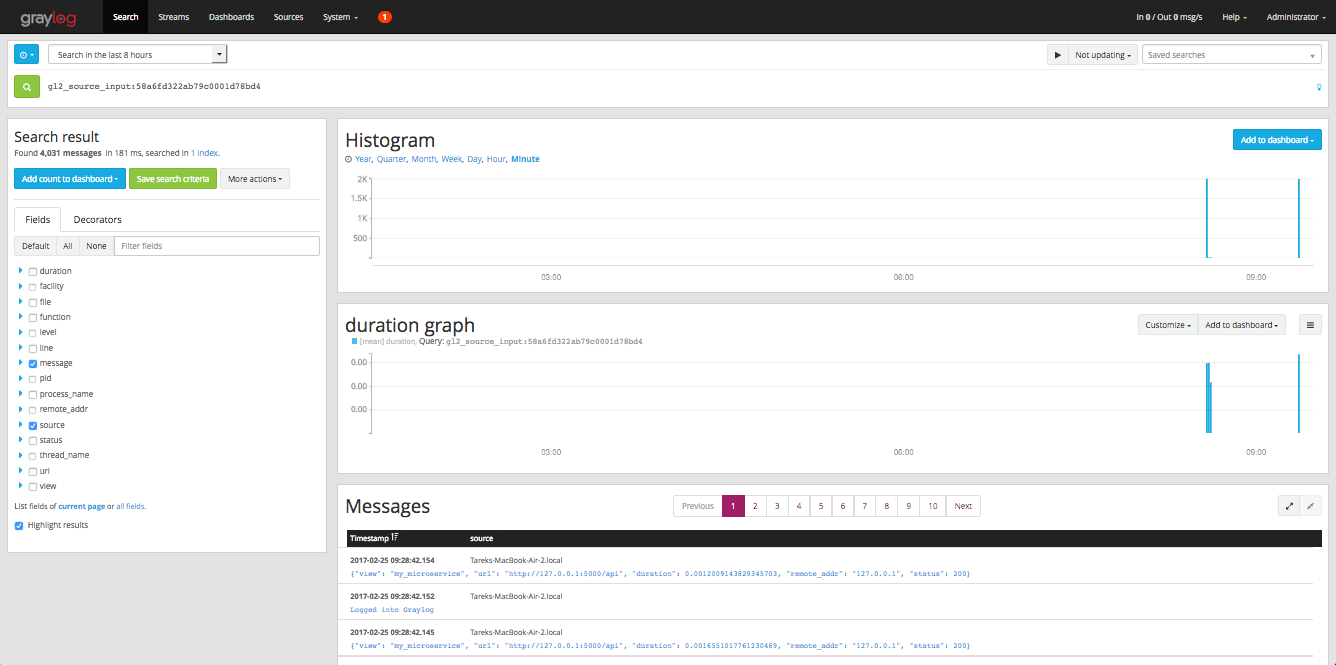 graylog Search Streams Dashboards Sources System 1 In 0 / Out 0 msg/s Help Administrator
Search in the last 8 hours Not updating Saved searches
gl2_source_input:58a6fd322ab79c0001d78bd4
Search result
Found 4,031 messages in 181 ms, searched in 1 index.
Add count to dashboard Save search criteria More actions
Fields Decorators
Default All None Filter fields
duration
facility
file
function
level
line
message
pid
process_name
remote_addr
source
status
thread_name
url
view
List fields of current page or all fields.
Highlight results
Histogram Add to dashboard
Year, Quarter, Month, Week, Day, Hour, Minute
2K
1.5K
1K
500
03:00 06:00 09:00
duration graph Customize Add to dashboard
[mean] duration, Query: gl2_source_input:58a6fd322ab79c0001d78bd4
0.00
0.00
0.00
03:00 06:00 09:00
Messages Previous 1 2 3 4 5 6 7 8 9 10 Next
Timestamp source
2017-02-25 09:28:42.154 Tareks-MacBook-Air-2.local
{"view": "my_microservice", "url": "http://127.0.0.1:5000/api", "duration": 0.0012009143829345703, "remote_addr": "127.0.0.1", "status": 200}
2017-02-25 09:28:42.152 Tareks-MacBook-Air-2.local
Logged into Graylog
2017-02-25 09:28:42.145 Tareks-MacBook-Air-2.local
{"view": "my_microservice", "url": "http://127.0.0.1:5000/api", "duration": 0.0016551017761230469, "remote_addr": "127.0.0.1", "status": 200}